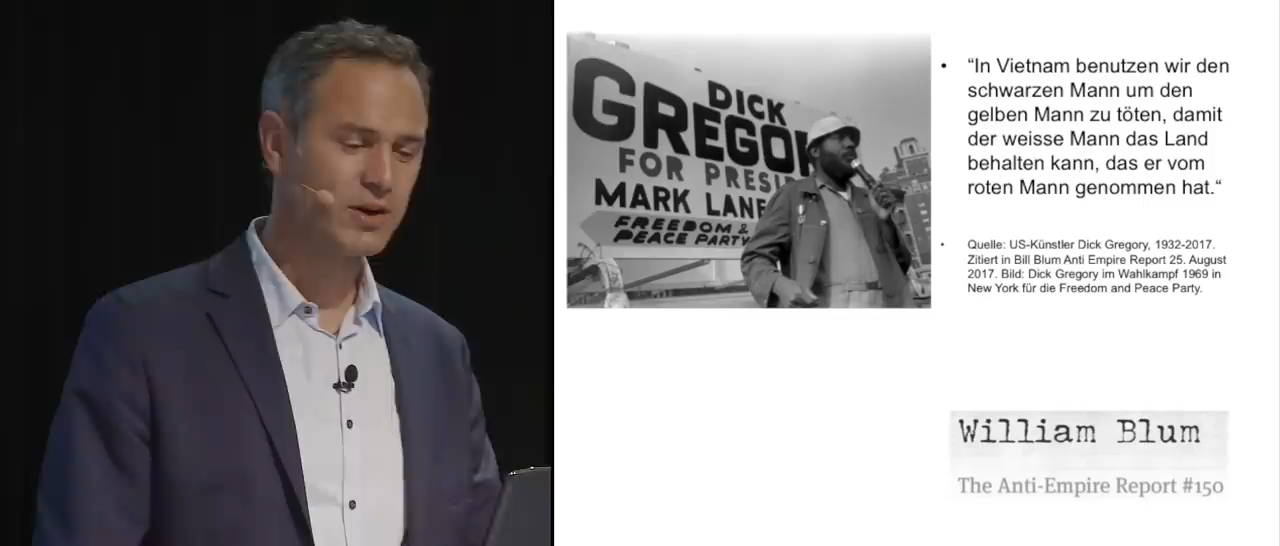 DICK
GREGOR
FOR PRESI
MARK LANE
FREEDOM &
PEACE PARTY
• “In Vietnam benutzen wir den
schwarzen Mann um den
gelben Mann zu töten, damit
der weisse Mann das Land
behalten kann, das er vom
roten Mann genommen hat.“
• Quelle: US-Künstler Dick Gregory, 1932-2017.
Zitiert in Bill Blum Anti Empire Report 25. August
2017. Bild: Dick Gregory im Wahlkampf 1969 in
New York für die Freedom and Peace Party.
William Blum
The Anti-Empire Report #150